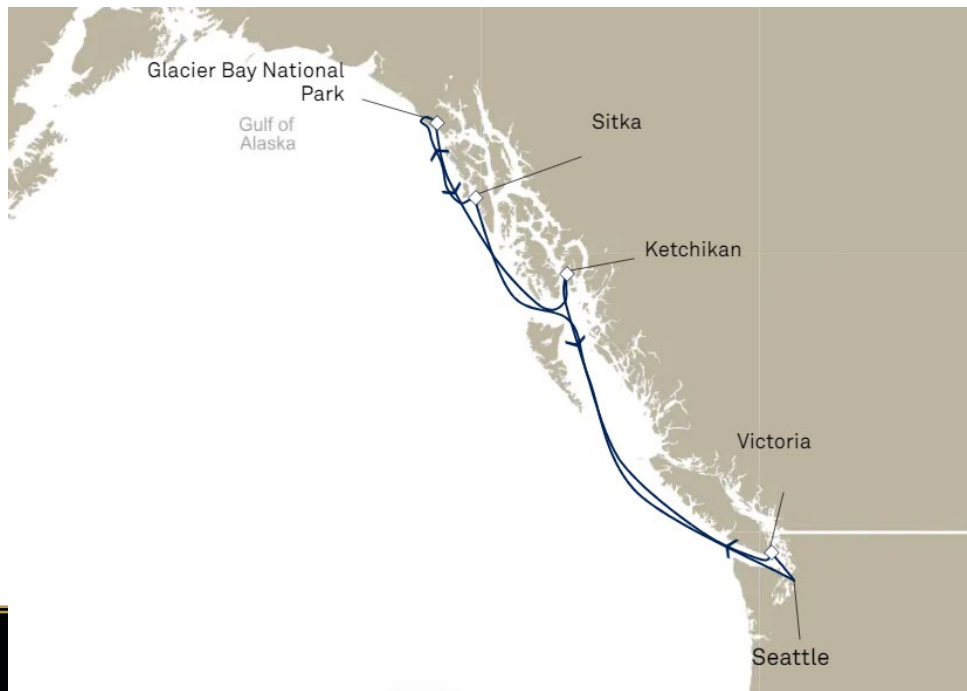 Glacier Bay National
Park
Gulf of
Alaska
Sitka
Ketchikan
Victoria
Seattle